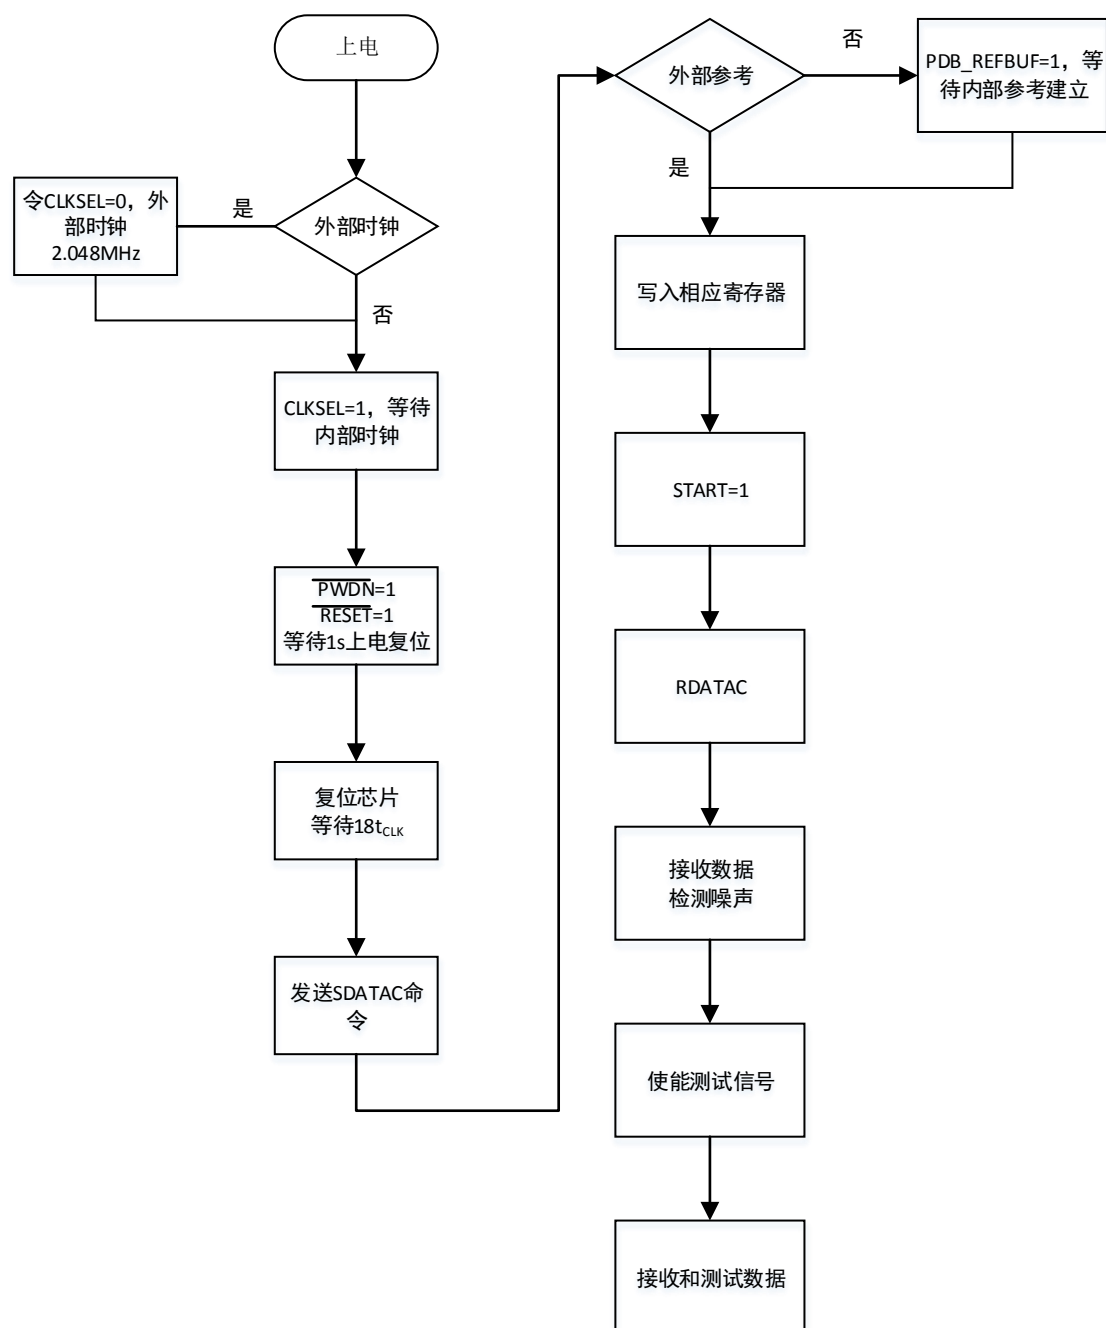 上电
外部时钟
是
令CLKSEL=0，外
部时钟
2.048MHz
否
CLKSEL=1，等待
内部时钟
PWDN=1
RESET=1
等待1s上电复位
复位芯片
等待18tCLK
发送SDATAC命
令
外部参考
否
PDB_REFBUF=1，等
待内部参考建立
是
写入相应寄存器
START=1
RDATAC
接收数据
检测噪声
使能测试信号
接收和测试数据